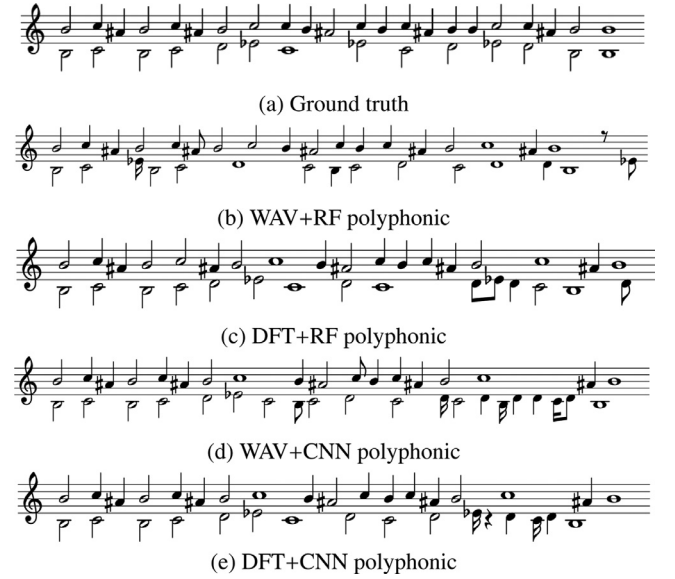 (a) Ground truth
(b) WAV+RF polyphonic
(c) DFT+RF polyphonic
(d) WAV+CNN polyphonic
(e) DFT+CNN polyphonic